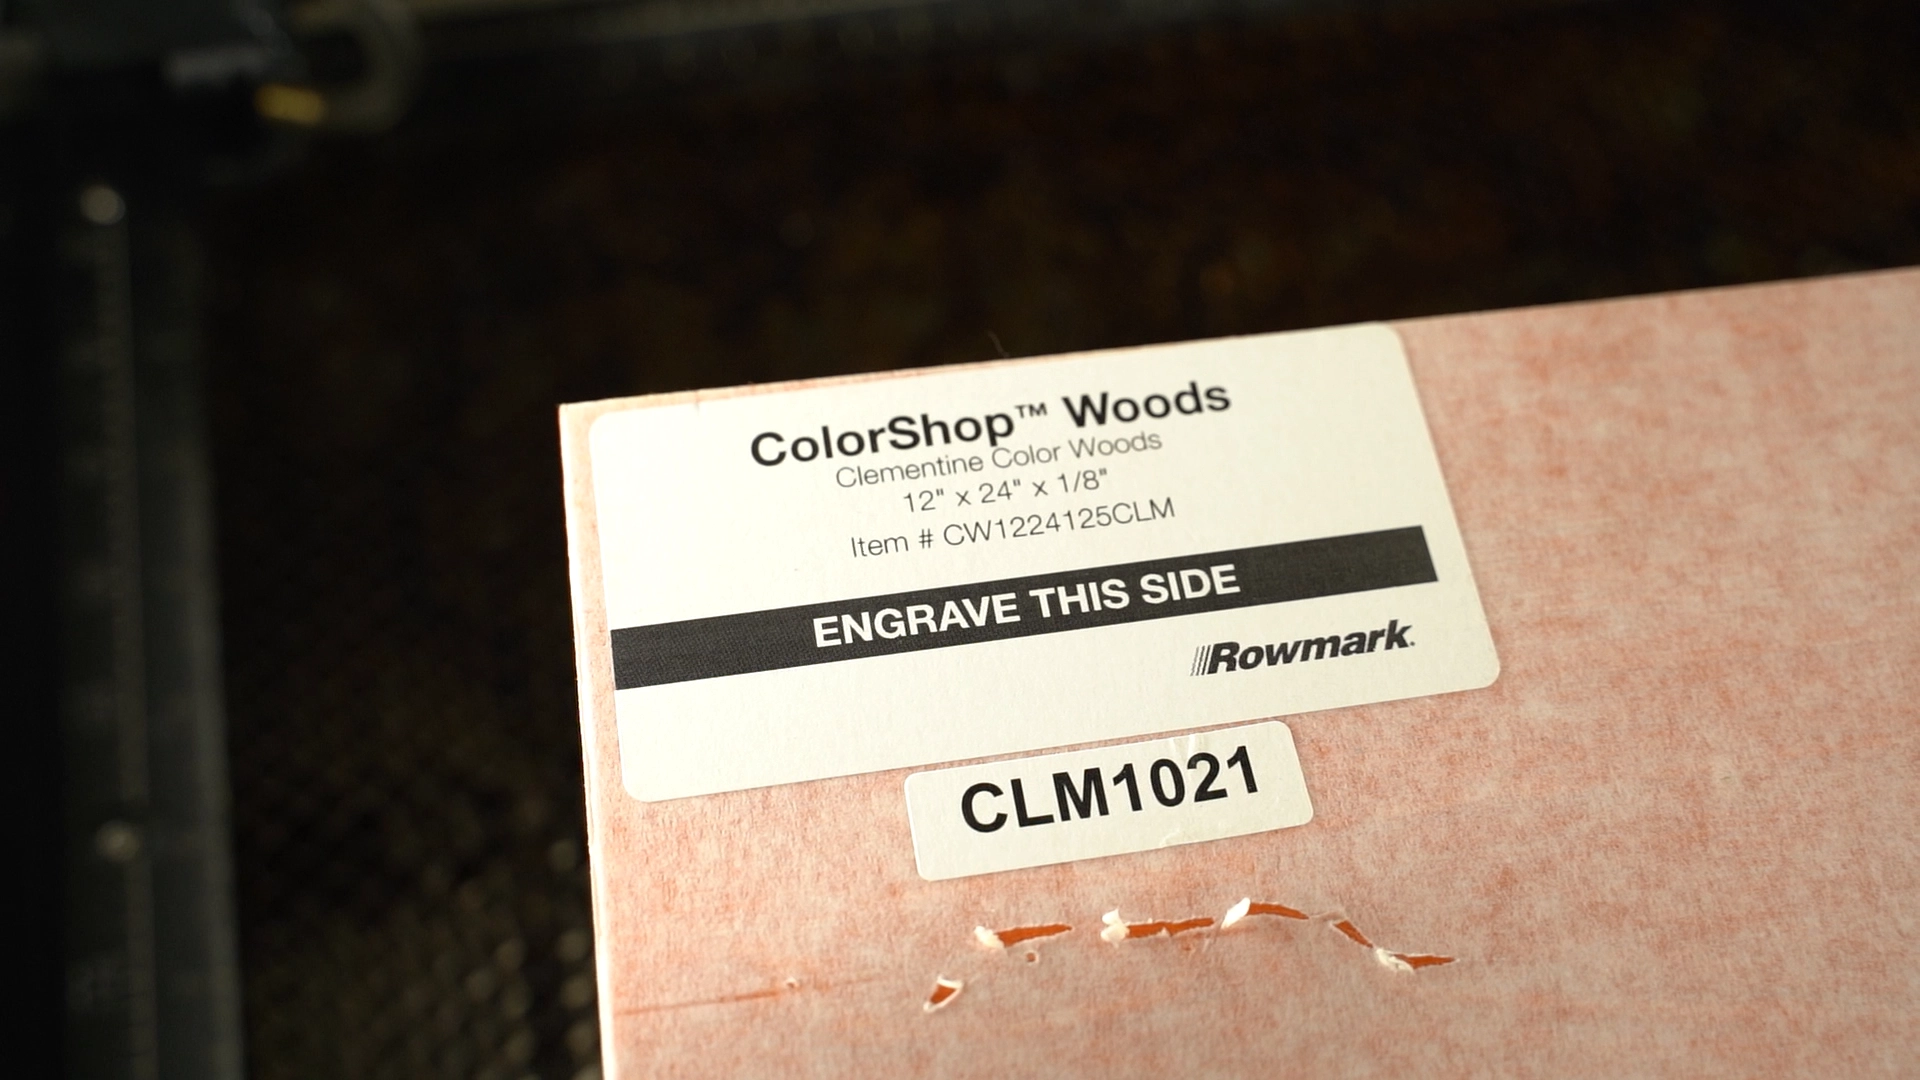 ColorShop™ Woods
Clementine Color Woods
12" x 24" x 1/8"
Item # CW1224125CLM
ENGRAVE THIS SIDE
Rowmark.
CLM1021